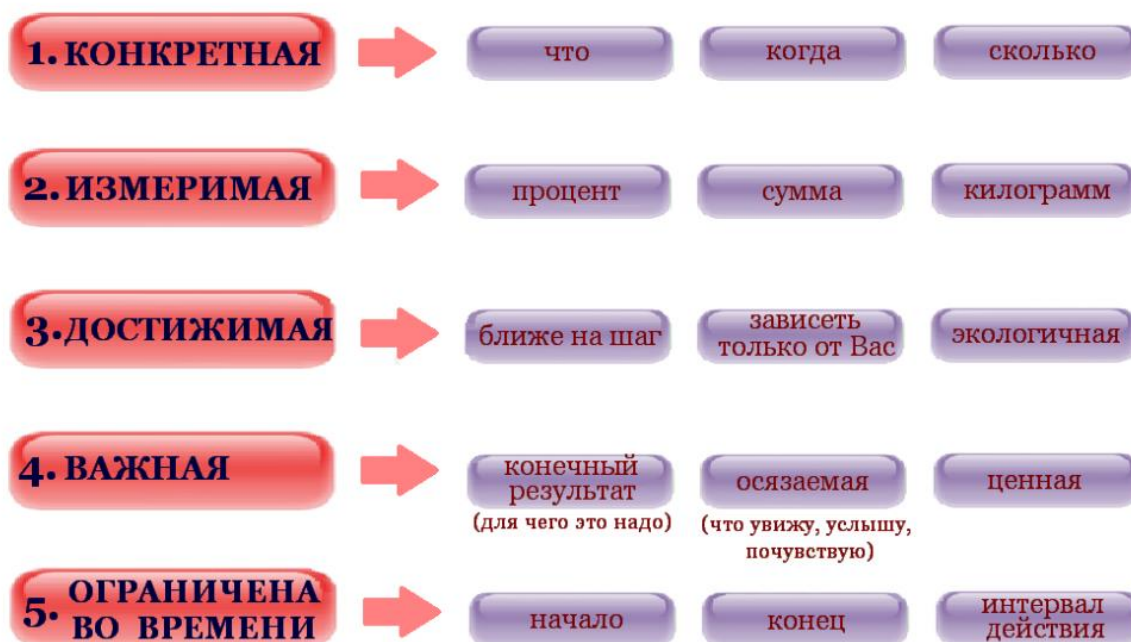 1. КОНКРЕТНАЯ что когда сколько
2. ИЗМЕРИМАЯ процент сумма килограмм
3. ДОСТИЖИМАЯ ближе на шаг зависеть только от Вас экологичная
4. ВАЖНАЯ конечный результат осязаемая ценная
(для чего это надо) (что увижу, услышу,
почувствую)
5. ОГРАНИЧЕНА ВО ВРЕМЕНИ начало конец интервал действия